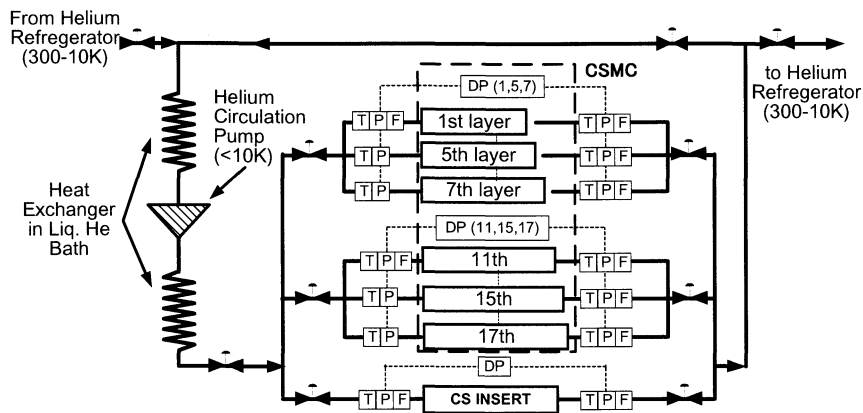 From Helium
Refregerator
(300-10K)
CSMC
to Helium
Refregerator
(300-10K)
Helium
Circulation
Pump
(<10K)
Heat
Exchanger
in Liq. He
Bath
DP (1,5,7)
T P F 1st layer T P F
T P 5th layer T P F
T P 7th layer T P F
DP (11,15,17)
T P F 11th T P F
T P 15th T P F
T P 17th T P F
DP
T P F CS INSERT T P F